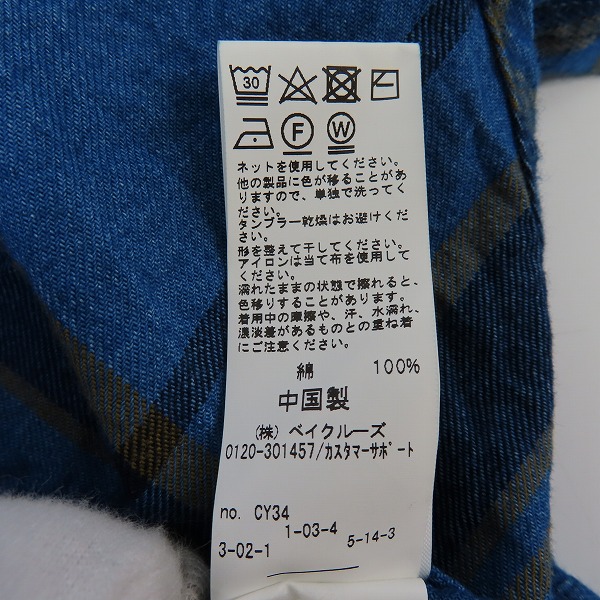 30
F W
ネットを使用してください。
他の製品に色が移ることがあ
りますので、単独で洗ってく
ださい。
タンブラー乾燥はお避けくだ
さい。
形を整えて干してください。
アイロンは当て布を使用して
ください。
濡れたままの状態で擦れると、
色移りすることがあります。
着用中の摩擦や、汗、水濡れ、
濃淡差があるものとの重ね着
にご注意ください。
綿 100%
中国製
(株) ベイクルーズ
0120-301457/カスタマーサポート
no. CY34
1-03-4
3-02-1 5-14-3